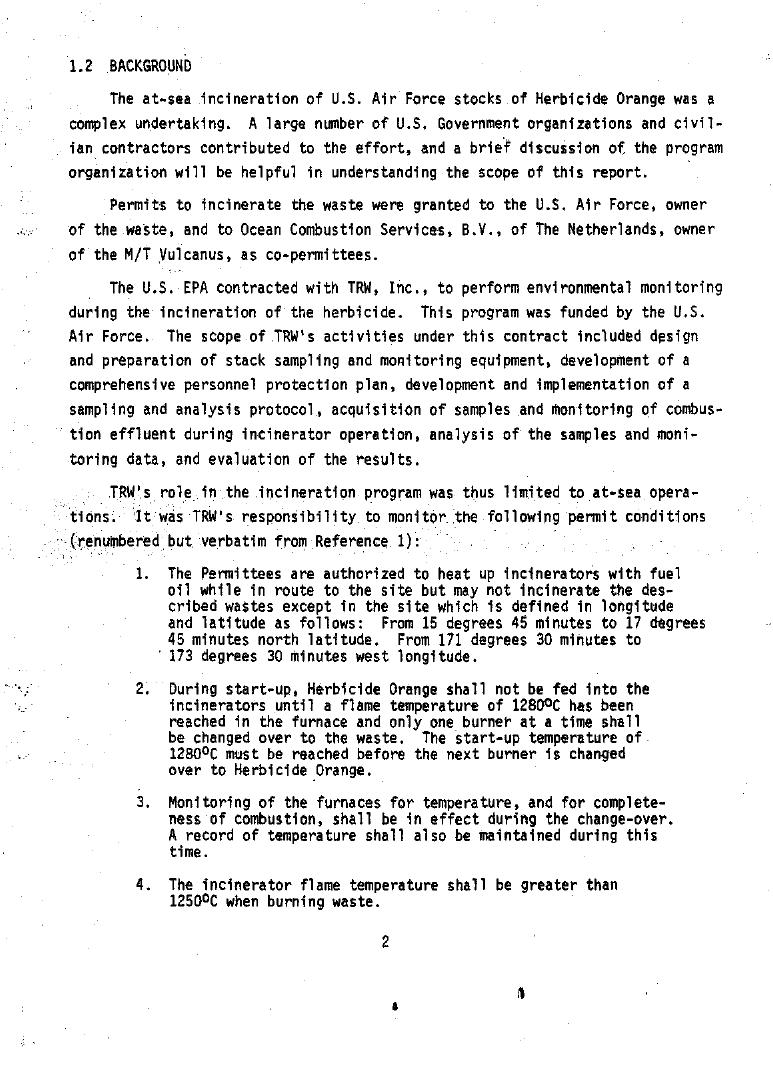 1.2 BACKGROUND
The at-sea incineration of U.S. Air Force stocks of Herbicide Orange was a
complex undertaking. A large number of U.S. Government organizations and civil-
ian contractors contributed to the effort, and a brief discussion of the program
organization will be helpful in understanding the scope of this report.
Permits to incinerate the waste were granted to the U.S. Air Force, owner
of the waste, and to Ocean Combustion Services, B.V., of The Netherlands, owner
of the M/T Vulcanus, as co-permittees.
The U.S. EPA contracted with TRW, Inc., to perform environmental monitoring
during the incineration of the herbicide. This program was funded by the U.S.
Air Force. The scope of TRW's activities under this contract included design
and preparation of stack sampling and monitoring equipment, development of a
comprehensive personnel protection plan, development and implementation of a
sampling and analysis protocol, acquisition of samples and monitoring of combus-
tion effluent during incinerator operation, analysis of the samples and moni-
toring data, and evaluation of the results.
TRW's role in the incineration program was thus limited to at-sea opera-
tions. It was TRW's responsibility to monitor the following permit conditions
(renumbered but verbatim from Reference 1):
1. The Permittees are authorized to heat up incinerators with fuel
oil while in route to the site but may not incinerate the des-
cribed wastes except in the site which is defined in longitude
and latitude as follows: From 15 degrees 45 minutes to 17 degrees
45 minutes north latitude. From 171 degrees 30 minutes to
173 degrees 30 minutes west longitude.
2. During start-up, Herbicide Orange shall not be fed into the
incinerators until a flame temperature of 1280ºC has been
reached in the furnace and only one burner at a time shall
be changed over to the waste. The start-up temperature of
1280ºC must be reached before the next burner is changed
over to Herbicide Orange.
3. Monitoring of the furnaces for temperature, and for complete-
ness of combustion, shall be in effect during the change-over.
A record of temperature shall also be maintained during this
time.
4. The incinerator flame temperature shall be greater than
1250ºC when burning waste.
2